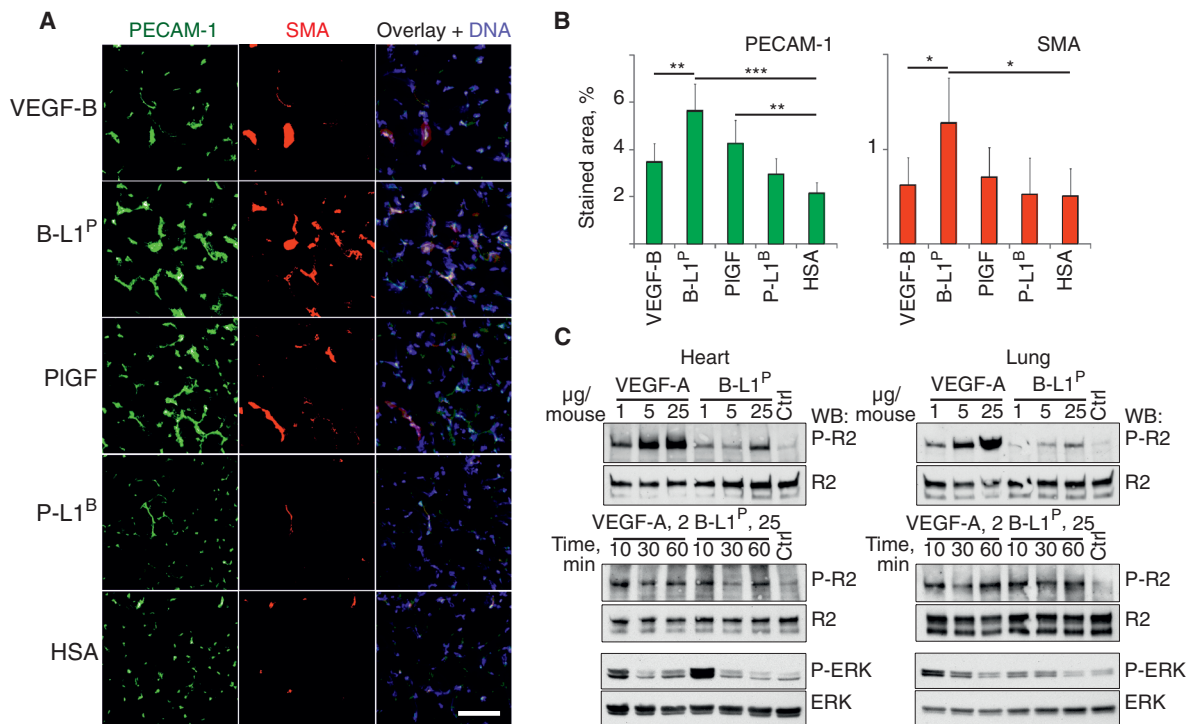 A
PECAM-1 SMA Overlay + DNA
VEGF-B
B-L1P
PlGF
P-L1B
HSA
B
PECAM-1
Stained area, %
6
4
2
** *** **
VEGF-B B-L1P PlGF P-L1B HSA
SMA
1
* *
VEGF-B B-L1P PlGF P-L1B HSA
C
Heart
VEGF-A B-L1P
µg/ mouse 1 5 25 1 5 25 Ctrl WB:
P-R2
R2
VEGF-A, 2 B-L1P, 25
Time, min 10 30 60 10 30 60 Ctrl
P-R2
R2
P-ERK
ERK
Lung
VEGF-A B-L1P
µg/ mouse 1 5 25 1 5 25 Ctrl WB:
P-R2
R2
VEGF-A, 2 B-L1P, 25
Time, min 10 30 60 10 30 60 Ctrl
P-R2
R2
P-ERK
ERK